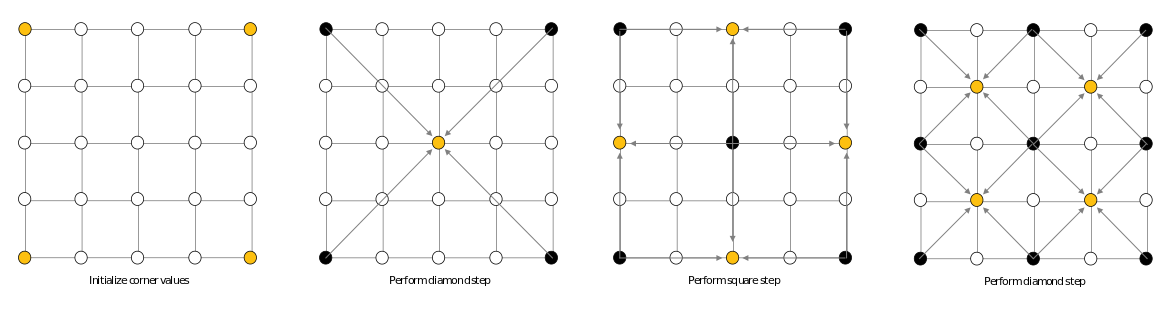 Initialize corner values
Perform diamond step
Perform square step
Perform diamond step